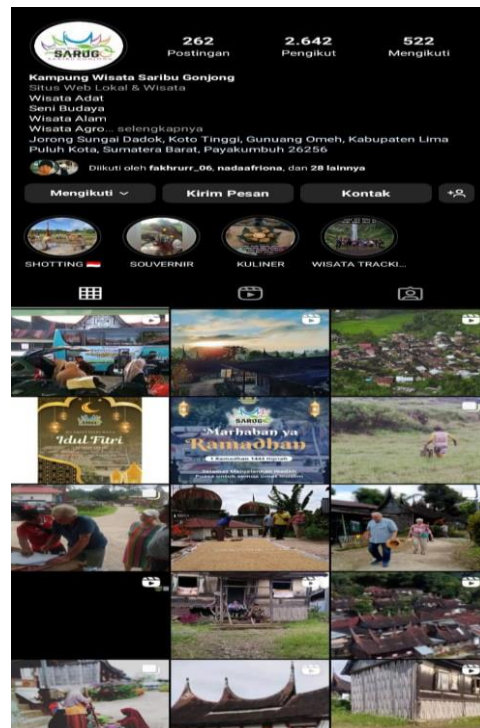 SARUGO
SARIBU GONJONG
262
Postingan
2.642
Pengikut
522
Mengikuti
Kampung Wisata Saribu Gonjong
Situs Web Lokal & Wisata
Wisata Adat
Seni Budaya
Wisata Alam
Wisata Agro... selengkapnya
Jorong Sungai Dadok, Koto Tinggi, Gunuang Omeh, Kabupaten Lima
Puluh Kota, Sumatera Barat, Payakumbuh 26256
Diikuti oleh fakhrurr_06, nadaafriona, dan 28 lainnya
Mengikuti
Kirim Pesan
Kontak
SHOTTING
SOUVERNIR
KULINER
WISATA TRACKI...
Idul Fitri
SARUGO
Marhaban ya
Ramadhan